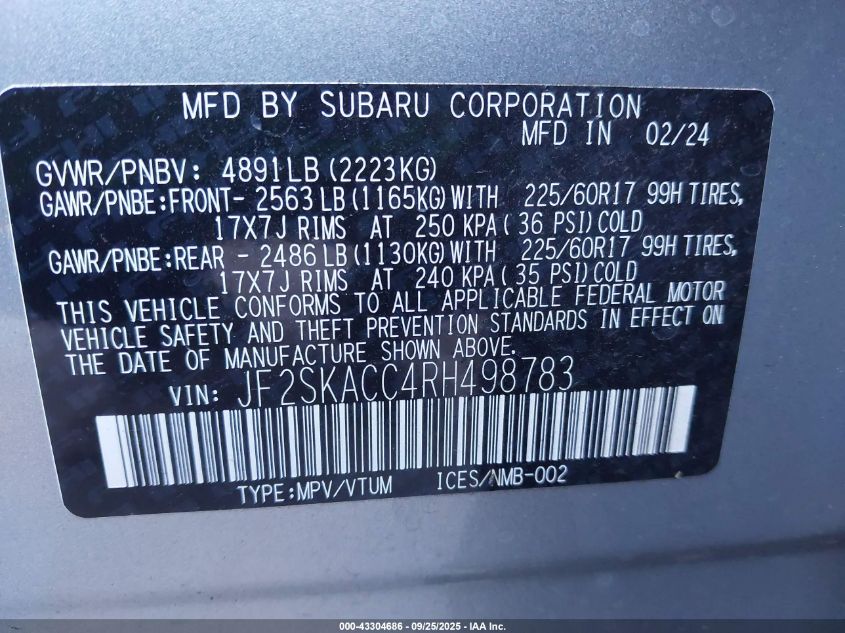 MFD BY SUBARU CORPORATION
MFD IN 02/24
GVWR/PNBV: 4891LB (2223KG)
GAWR/PNBE:FRONT- 2563 LB (1165KG) WITH 225/60R17 99H TIRES,
17X7J RIMS AT 250 KPA ( 36 PSI) COLD
GAWR/PNBE:REAR - 2486 LB (1130KG) WITH 225/60R17 99H TIRES,
17X7J RIMS AT 240 KPA ( 35 PSI) COLD
THIS VEHICLE CONFORMS TO ALL APPLICABLE FEDERAL MOTOR
VEHICLE SAFETY AND THEFT PREVENTION STANDARDS IN EFFECT ON
THE DATE OF MANUFACTURE SHOWN ABOVE.
VIN: JF2SKACC4RH498783
TYPE:MPV/VTUM ICES/NMB-002
000-43304686 - 09/25/2025 - IAA Inc.